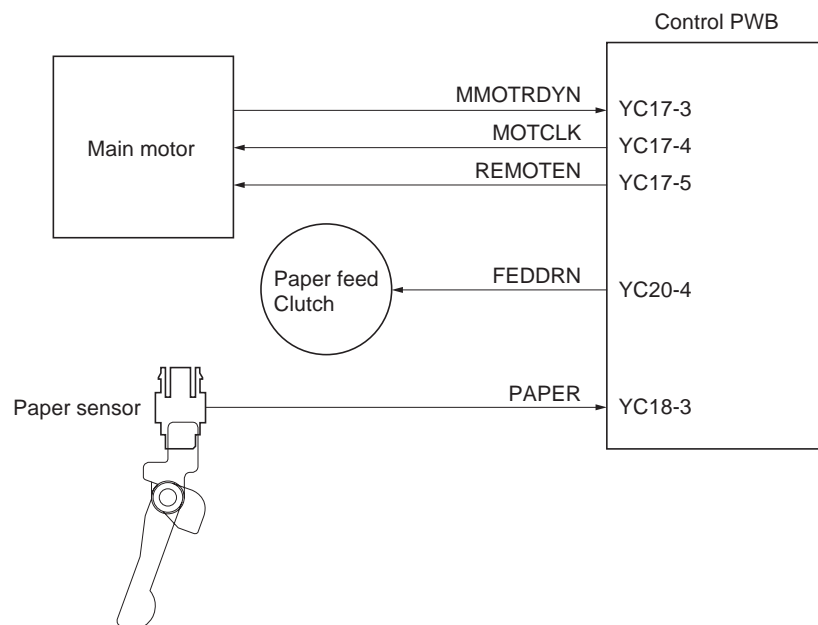 Control PWB
Main motor
MMOTRDYN
YC17-3
MOTCLK
YC17-4
REMOTEN
YC17-5
Paper feed
Clutch
FEDDRN
YC20-4
Paper sensor
PAPER
YC18-3